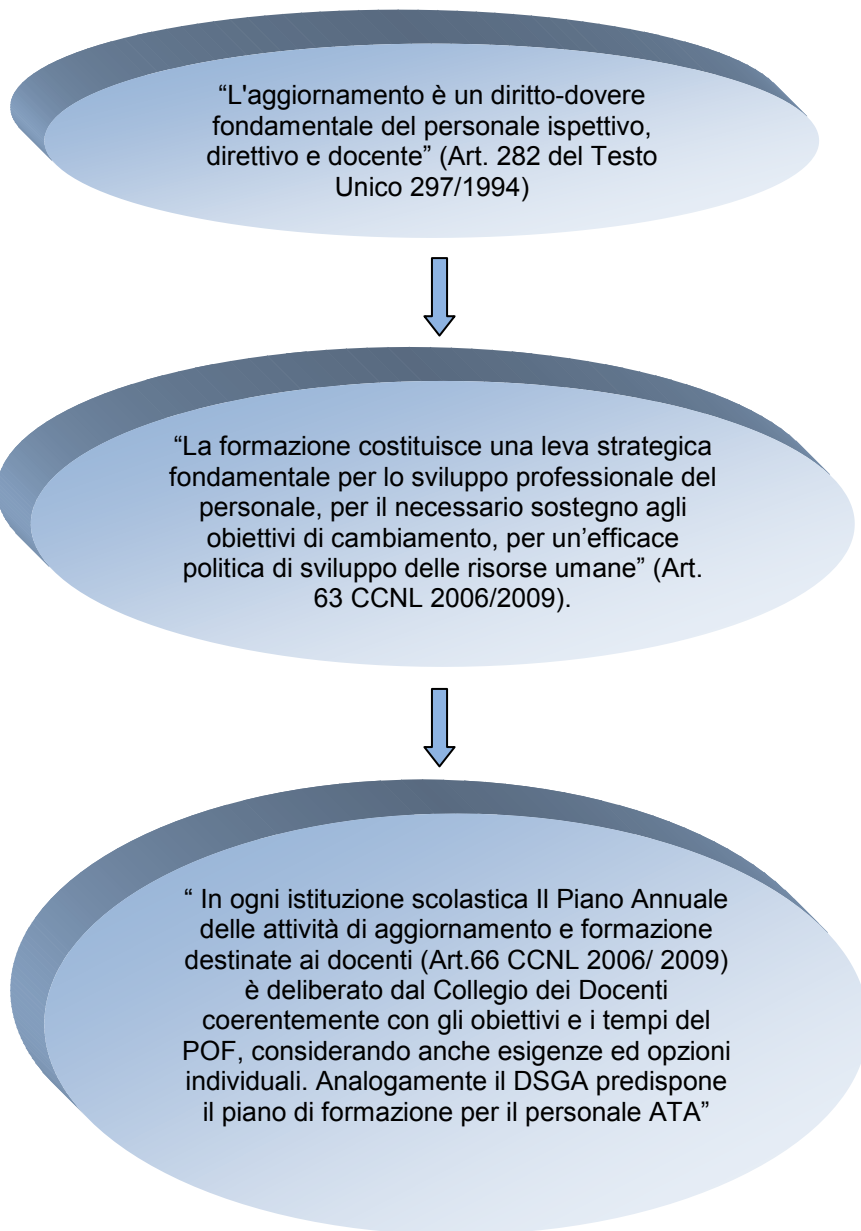 “L'aggiornamento è un diritto-dovere
fondamentale del personale ispettivo,
direttivo e docente” (Art. 282 del Testo
Unico 297/1994)
“La formazione costituisce una leva strategica
fondamentale per lo sviluppo professionale del
personale, per il necessario sostegno agli
obiettivi di cambiamento, per un’efficace
politica di sviluppo delle risorse umane” (Art.
63 CCNL 2006/2009).
“ In ogni istituzione scolastica Il Piano Annuale
delle attività di aggiornamento e formazione
destinate ai docenti (Art.66 CCNL 2006/ 2009)
è deliberato dal Collegio dei Docenti
coerentemente con gli obiettivi e i tempi del
POF, considerando anche esigenze ed opzioni
individuali. Analogamente il DSGA predispone
il piano di formazione per il personale ATA”